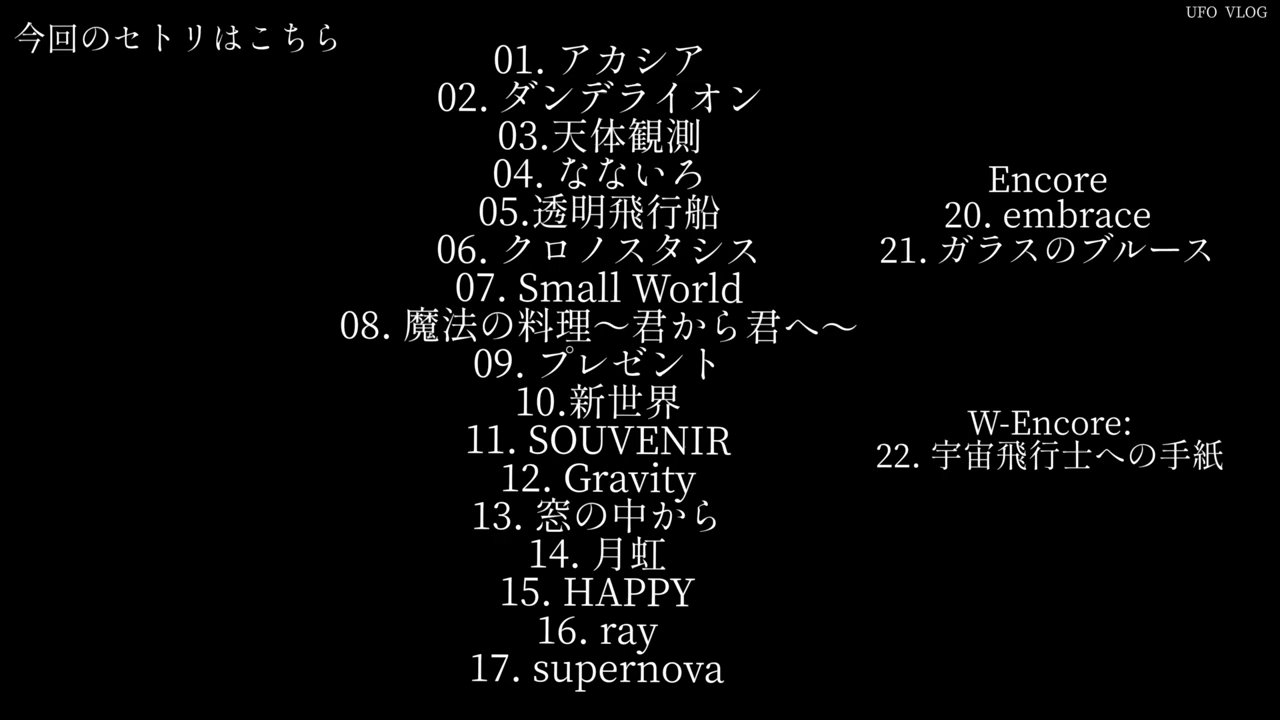 今回のセトリはこちら
UFO VLOG
01. アカシア
02. ダンデライオン
03.天体観測
04. なないろ
05.透明飛行船
06. クロノスタシス
07. Small World
08. 魔法の料理〜君から君へ〜
09. プレゼント
10.新世界
11. SOUVENIR
12. Gravity
13. 窓の中から
14. 月虹
15. HAPPY
16. ray
17. supernova
Encore
20. embrace
21. ガラスのブルース
W-Encore:
22. 宇宙飛行士への手紙